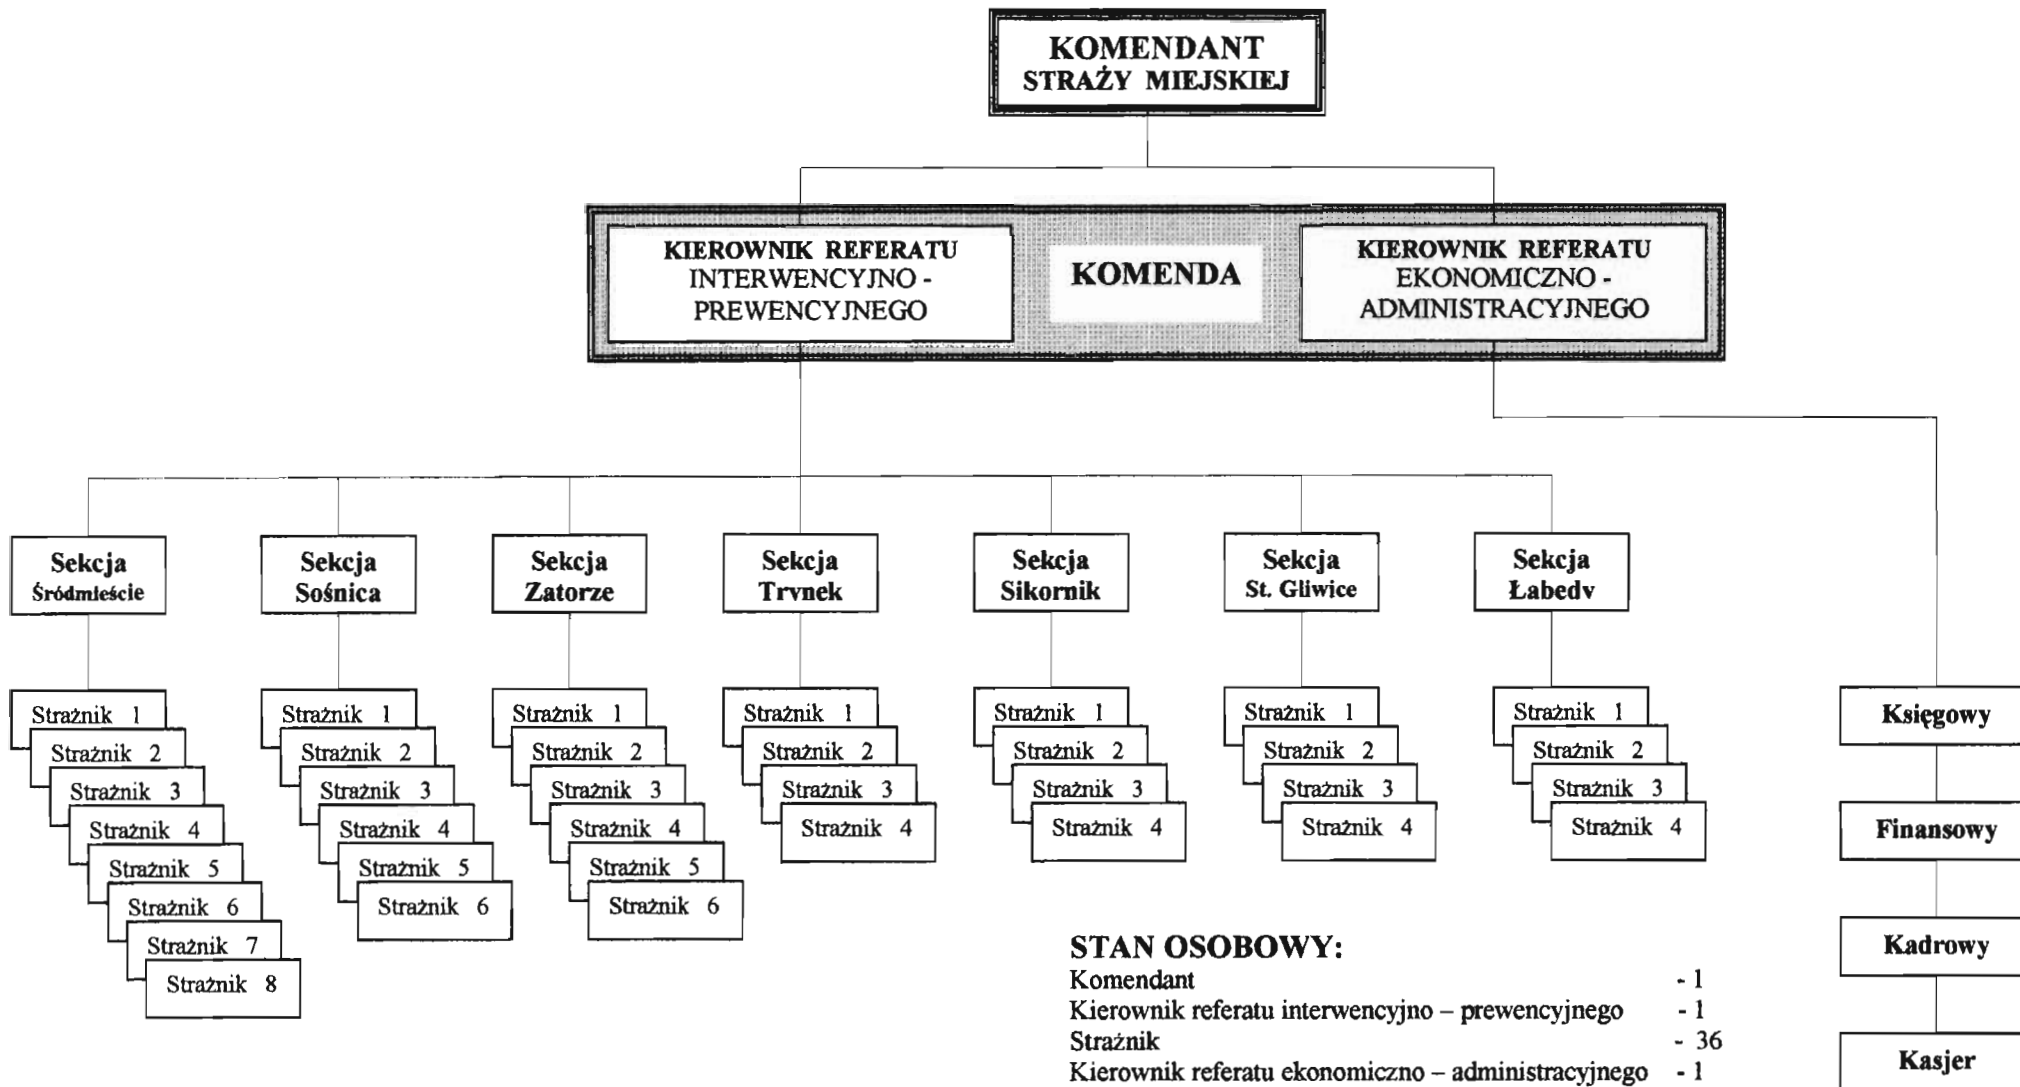 KOMENDANT
STRAŻY MIEJSKIEJ
KIEROWNIK REFERATU
INTERWENCYJNO -
PREWENCYJNEGO
KOMENDA
KIEROWNIK REFERATU
EKONOMICZNO -
ADMINISTRACYJNEGO
Sekcja
Śródmieście
Sekcja
Sośnica
Sekcja
Zatorze
Sekcja
Trynek
Sekcja
Sikornik
Sekcja
St. Gliwice
Sekcja
Łabedy
Strażnik 1
Strażnik 2
Strażnik 3
Strażnik 4
Strażnik 5
Strażnik 6
Strażnik 7
Strażnik 8
Strażnik 1
Strażnik 2
Strażnik 3
Strażnik 4
Strażnik 5
Strażnik 6
Strażnik 1
Strażnik 2
Strażnik 3
Strażnik 4
Strażnik 5
Strażnik 6
Strażnik 1
Strażnik 2
Strażnik 3
Strażnik 4
Strażnik 1
Strażnik 2
Strażnik 3
Strażnik 4
Strażnik 1
Strażnik 2
Strażnik 3
Strażnik 4
Strażnik 1
Strażnik 2
Strażnik 3
Strażnik 4
Księgowy
Finansowy
Kadrowy
Kasjer
STAN OSOBOWY:
Komendant - 1
Kierownik referatu interwencyjno – prewencyjnego - 1
Strażnik - 36
Kierownik referatu ekonomiczno – administracyjnego - 1